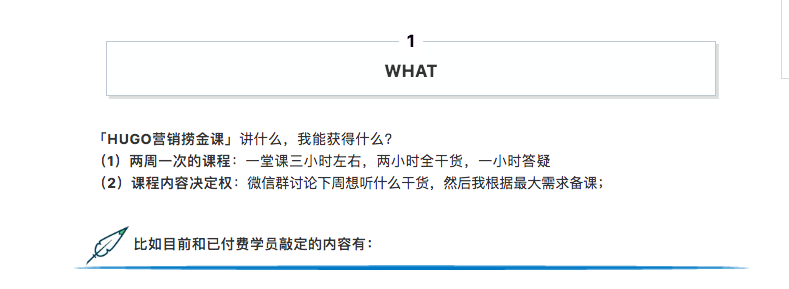 1
WHAT
「HUGO营销捞金课」讲什么，我能获得什么？
（1）两周一次的课程：一堂课三小时左右，两小时全干货，一小时答疑
（2）课程内容决定权：微信群讨论下周想听什么干货，然后我根据最大需求备课；
比如目前和已付费学员敲定的内容有：